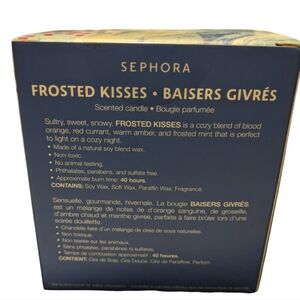 SEPHORA
FROSTED KISSES • BAISERS GIVRÉS
Scented candle • Bougie parfumée
Sultry, sweet, snowy. FROSTED KISSES is a cozy blend of blood
orange, red currant, warm amber, and frosted mint that is perfect
to light on a cozy night.
• Made of a natural soy blend wax.
• Non-toxic.
• No animal testing.
• Phthalates, parabens, and sulfate free.
• Approximate burn time: 40 hours.
CONTAINS: Soy Wax, Soft Wax, Paraffin Wax, Fragrance.
Sensuelle, gourmande, hivernale. La bougie BAISERS GIVRÉS
est un mélange de notes de d'orange sanguine, de groseille,
d'ambre chaud et menthe givrée, parfait à faire brûler lors d'une
soirée douillette.
• Chandelle faite d'un mélange de cires de soya naturelles.
• Non toxique.
• Non testée sur les animaux.
• Sans phtalates, parabènes ni sulfates.
• Temps de combustion approximatif : 40 heures.
CONTIENT: Cire de Soja, Cire Douce, Cire de Paraffine, Parfum.